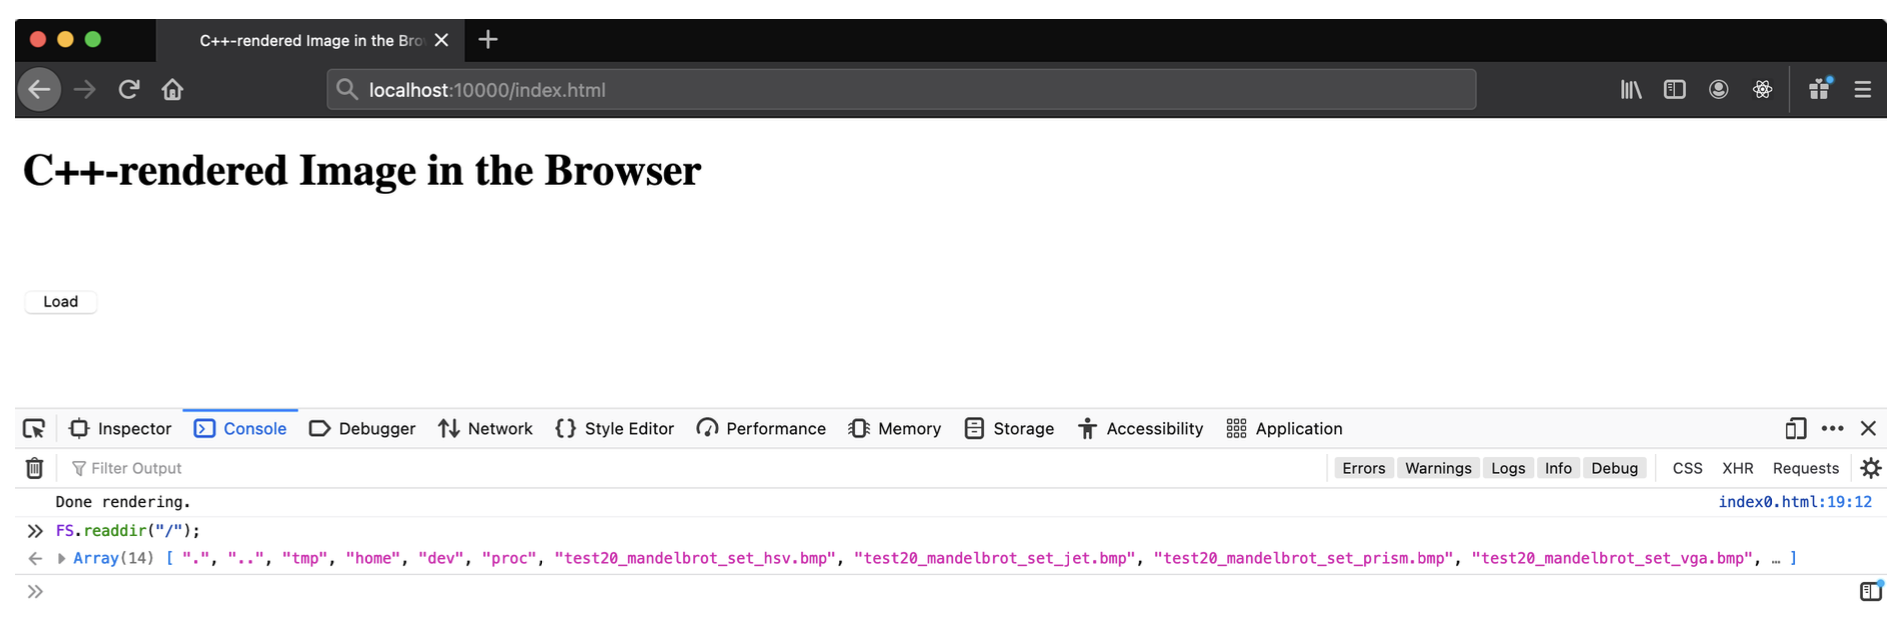 C++-rendered Image in the Bro
localhost:10000/index.html
C++-rendered Image in the Browser
Load
Inspector Console Debugger Network Style Editor Performance Memory Storage Accessibility Application
Filter Output Errors Warnings Logs Info Debug CSS XHR Requests
Done rendering. index0.html:19:12
FS.readdir("/");
Array(14) [ ".", "..", "tmp", "home", "dev", "proc", "test20_mandelbrot_set_hsv.bmp", "test20_mandelbrot_set_jet.bmp", "test20_mandelbrot_set_prism.bmp", "test20_mandelbrot_set_vga.bmp", … ]